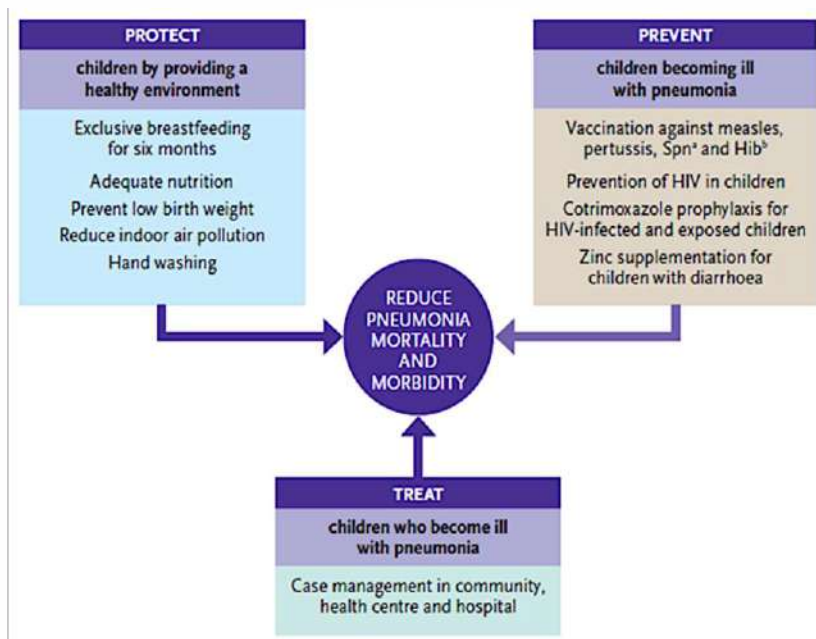 PROTECT
children by providing a
healthy environment
Exclusive breastfeeding
for six months
Adequate nutrition
Prevent low birth weight
Reduce indoor air pollution
Hand washing
PREVENT
children becoming ill
with pneumonia
Vaccination against measles,
pertussis, Spnᵃ and Hibᵇ
Prevention of HIV in children
Cotrimoxazole prophylaxis for
HIV-infected and exposed children
Zinc supplementation for
children with diarrhoea
REDUCE
PNEUMONIA
MORTALITY
AND
MORBIDITY
TREAT
children who become ill
with pneumonia
Case management in community,
health centre and hospital